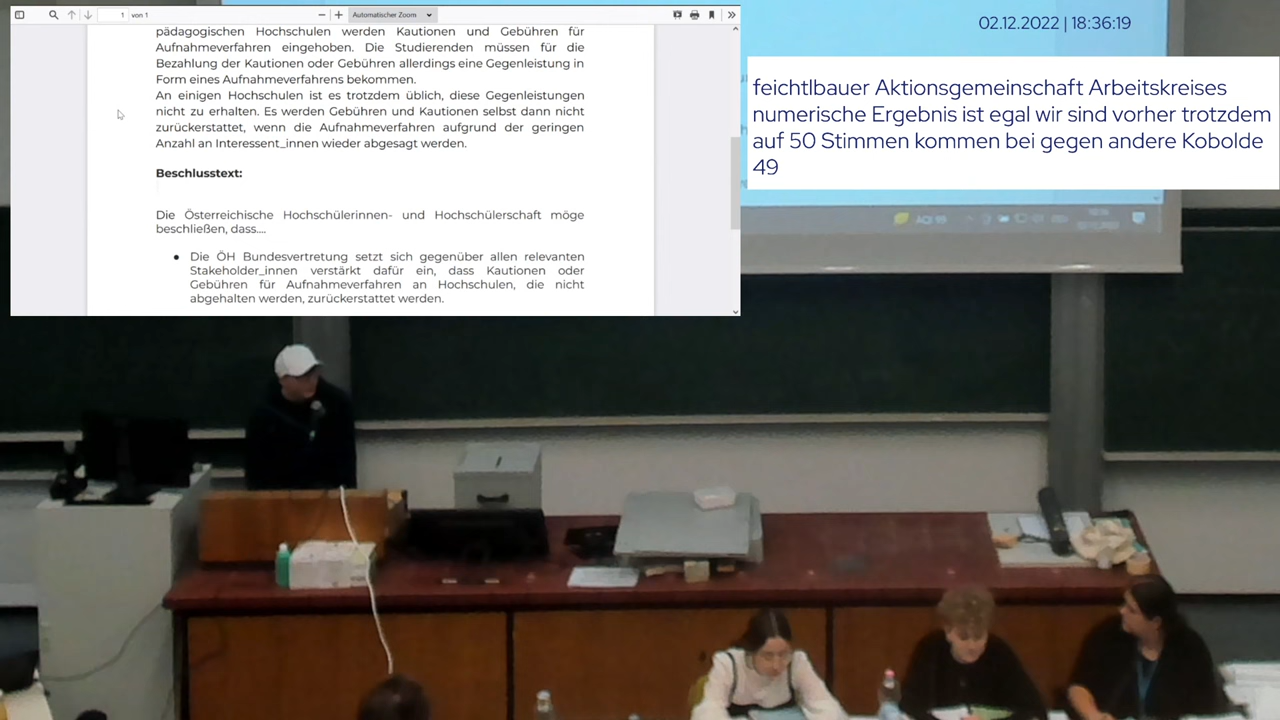 1 von 1
Automatischer Zoom
pädagogischen Hochschulen werden Kautionen und Gebühren für
Aufnahmeverfahren eingehoben. Die Studierenden müssen für die
Bezahlung der Kautionen oder Gebühren allerdings eine Gegenleistung in
Form eines Aufnahmeverfahrens bekommen.
An einigen Hochschulen ist es trotzdem üblich, diese Gegenleistungen
nicht zu erhalten. Es werden Gebühren und Kautionen selbst dann nicht
zurückerstattet, wenn die Aufnahmeverfahren aufgrund der geringen
Anzahl an Interessent_innen wieder abgesagt werden.
Beschlusstext:
Die Österreichische Hochschülerinnen- und Hochschülerschaft möge
beschließen, dass....
● Die ÖH Bundesvertretung setzt sich gegenüber allen relevanten
Stakeholder_innen verstärkt dafür ein, dass Kautionen oder
Gebühren für Aufnahmeverfahren an Hochschulen, die nicht
abgehalten werden, zurückerstattet werden.
02.12.2022 | 18:36:19
feichtlbauer Aktionsgemeinschaft Arbeitskreises
numerische Ergebnis ist egal wir sind vorher trotzdem
auf 50 Stimmen kommen bei gegen andere Kobolde
49